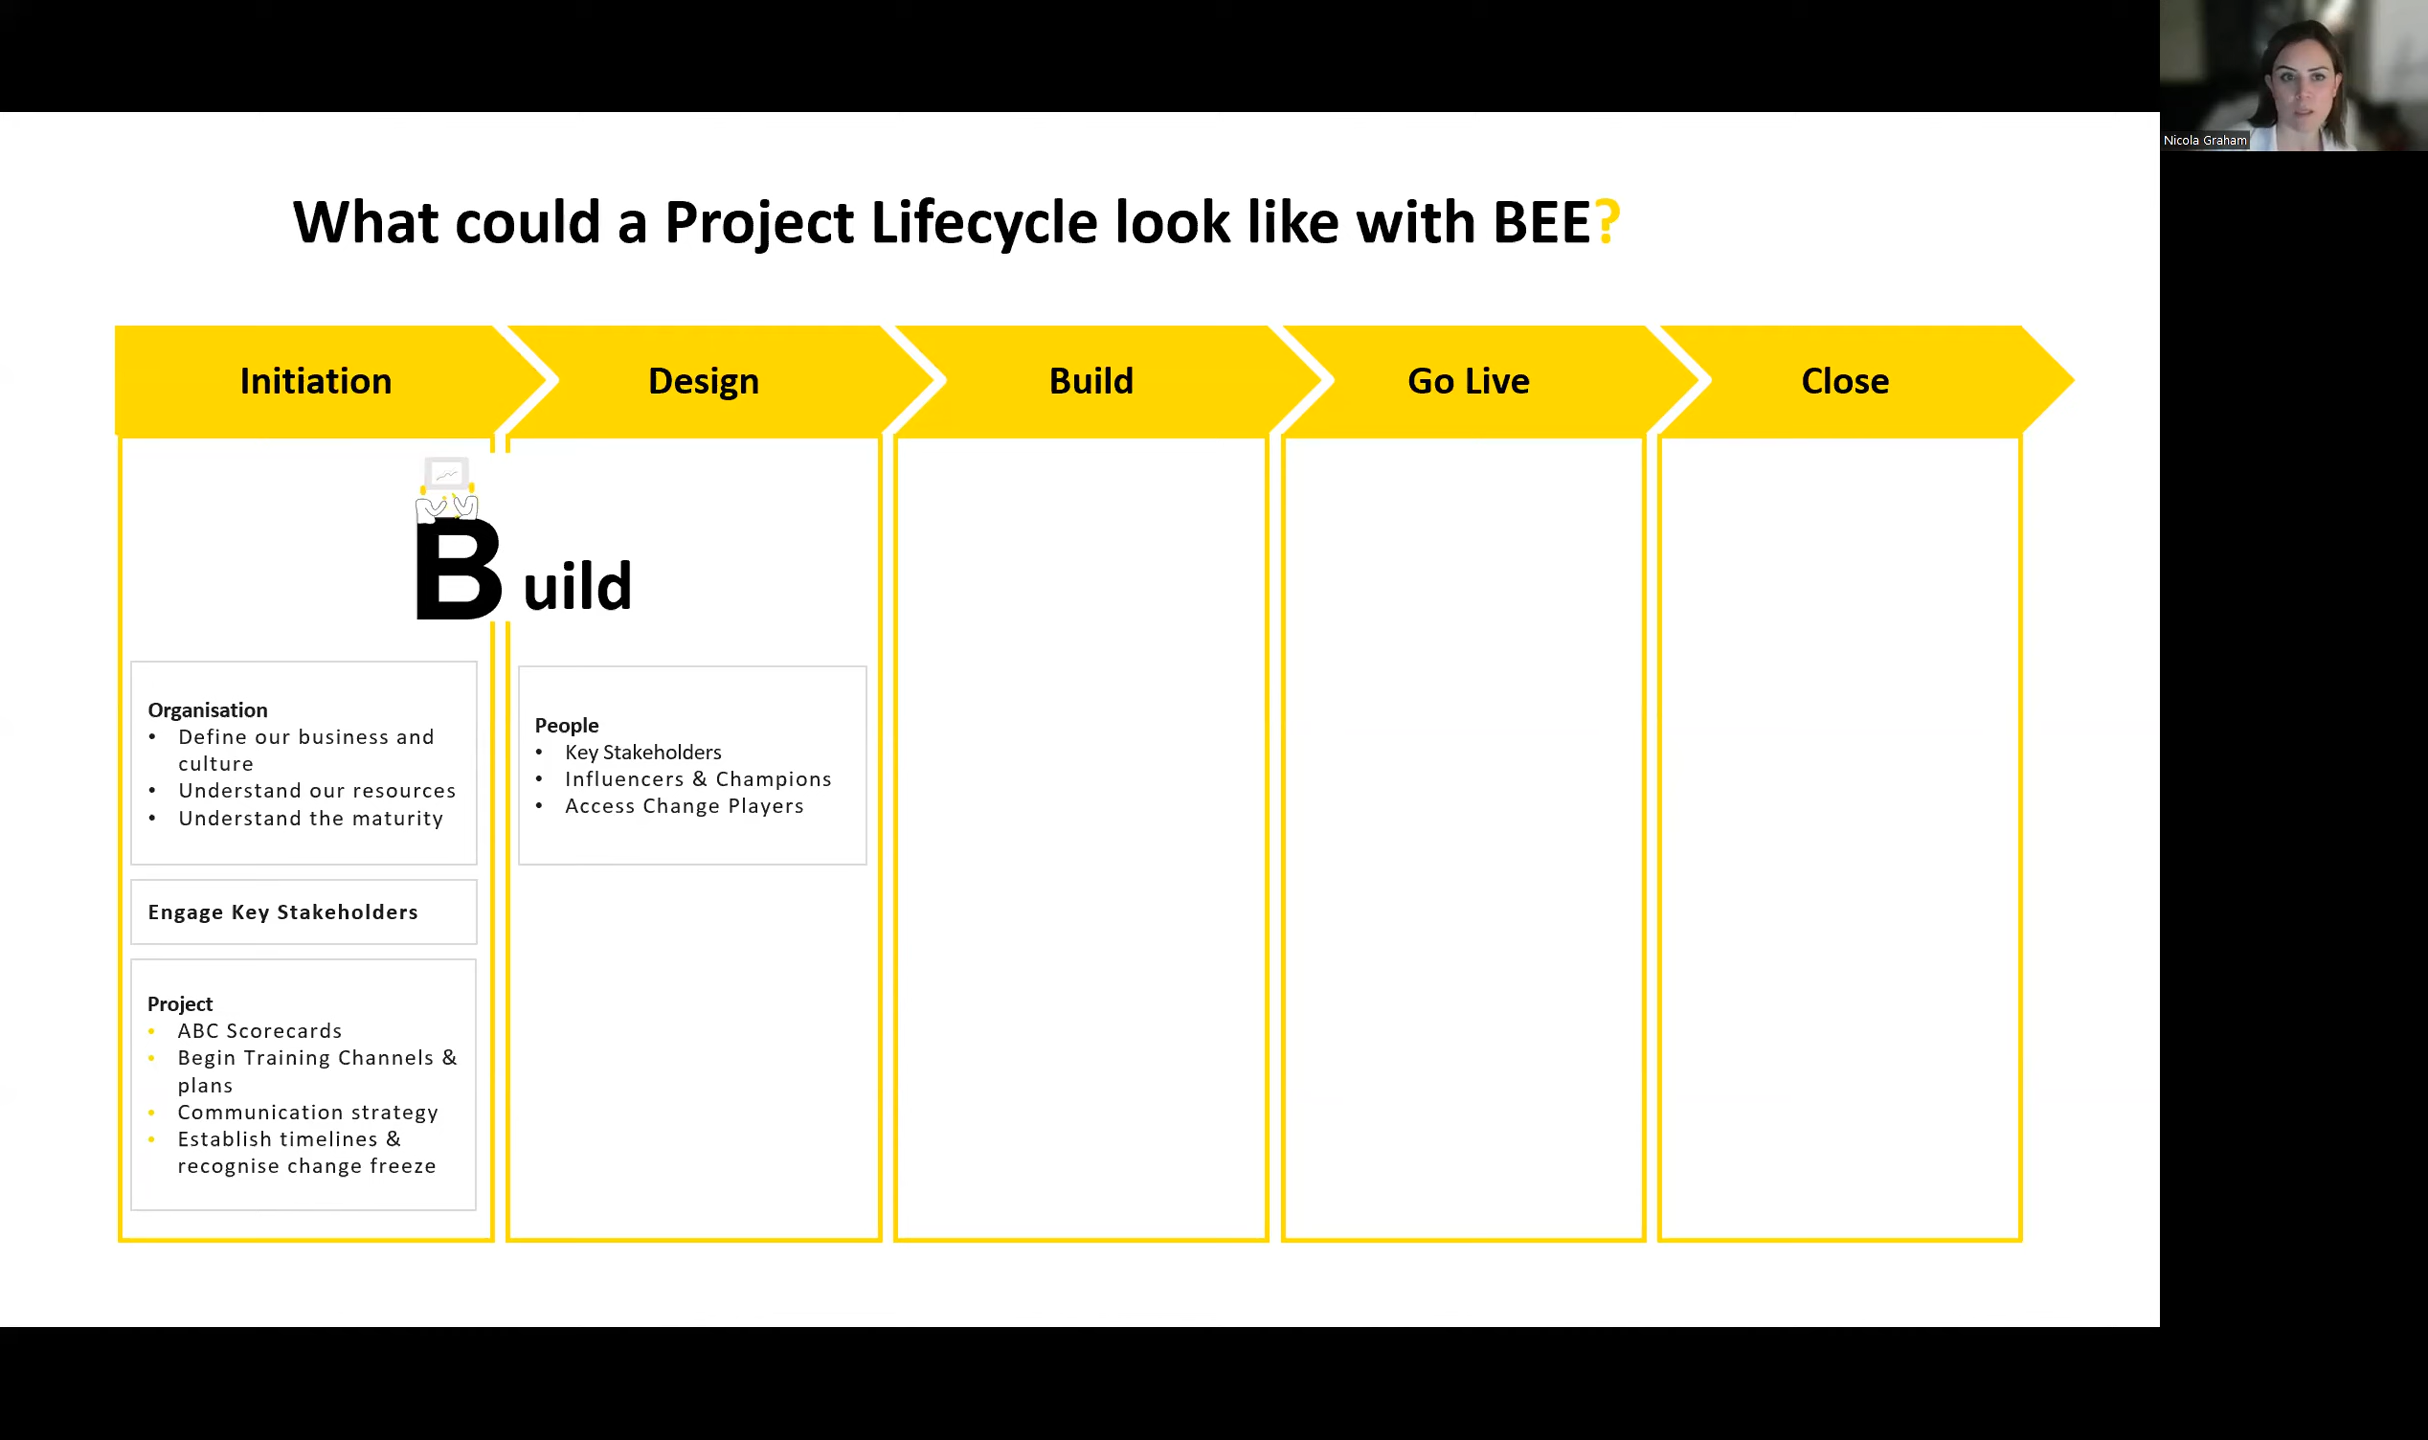 Nicola Graham
What could a Project Lifecycle look like with BEE?
Initiation
Design
Build
Go Live
Close
B uild
Organisation
• Define our business and
culture
• Understand our resources
• Understand the maturity
Engage Key Stakeholders
Project
• ABC Scorecards
• Begin Training Channels &
plans
• Communication strategy
• Establish timelines &
recognise change freeze
People
• Key Stakeholders
• Influencers & Champions
• Access Change Players